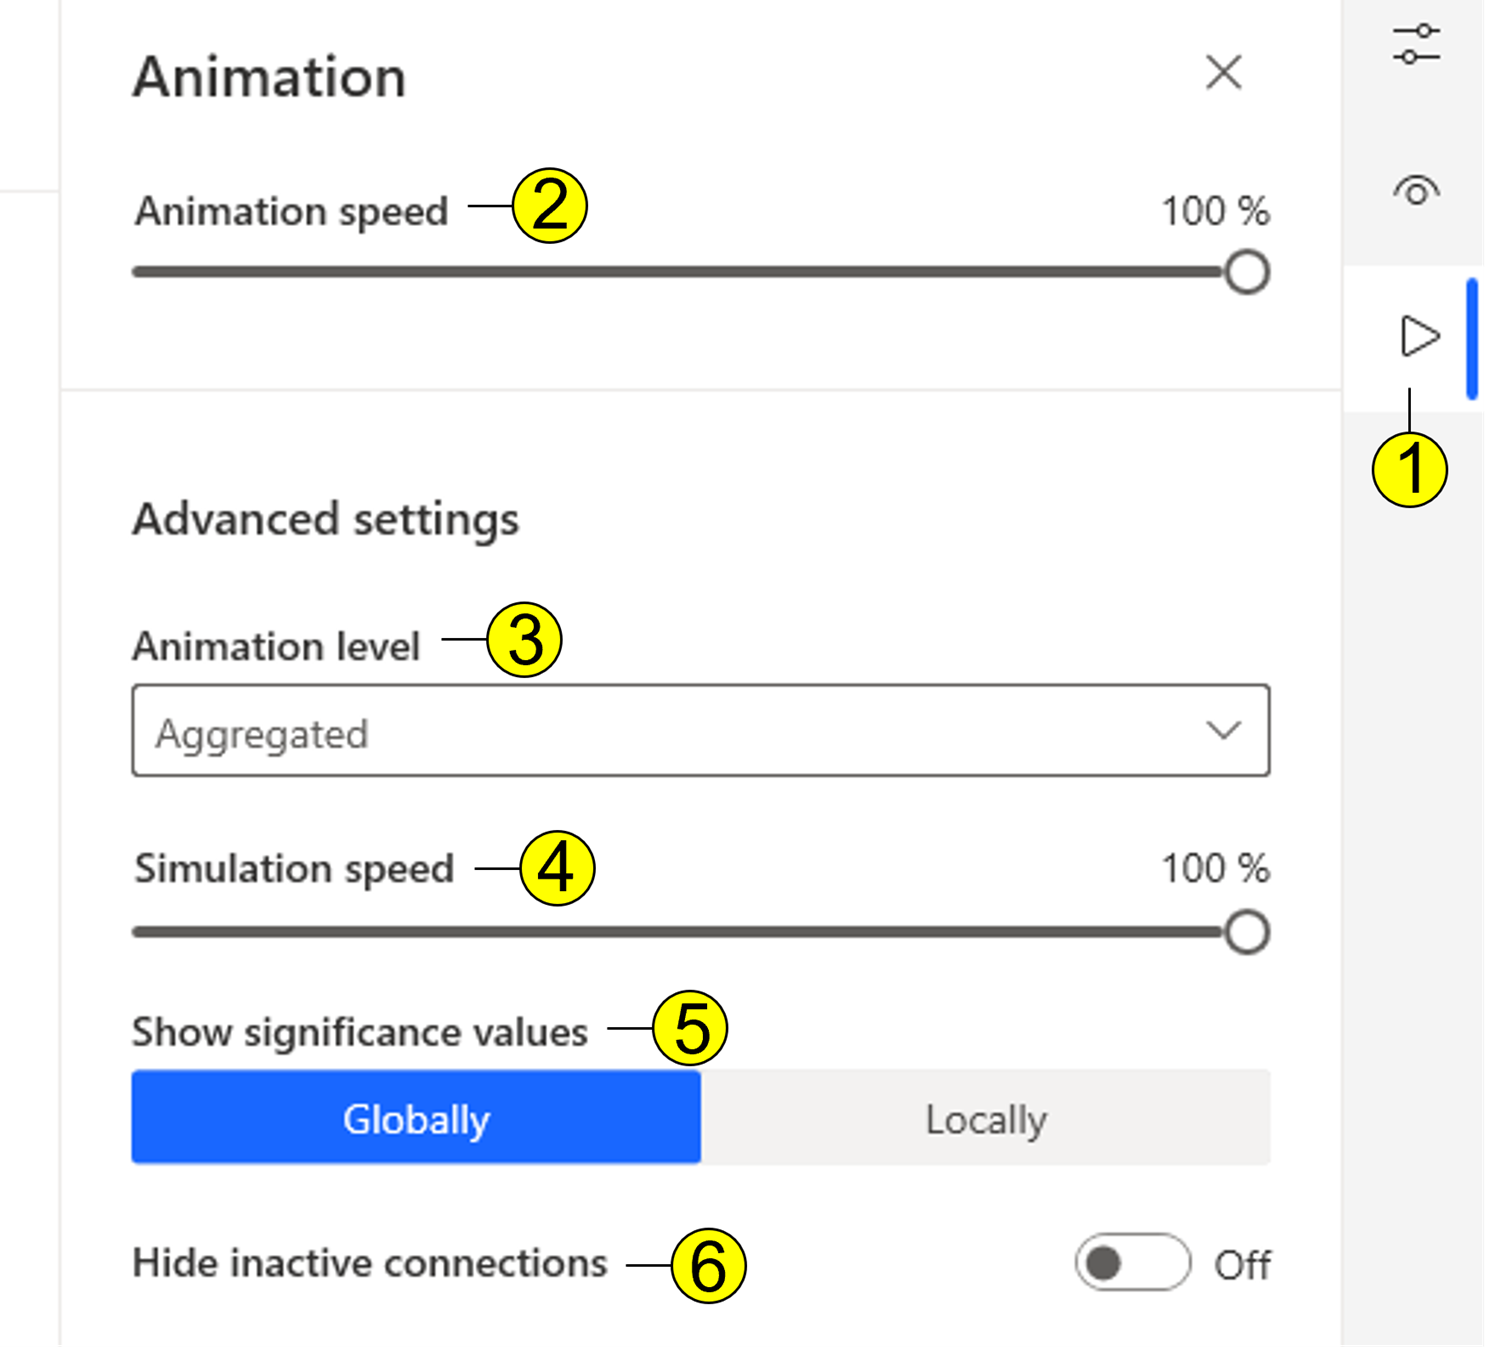 Animation
Animation speed 2 100 %
1
Advanced settings
Animation level 3
Aggregated
Simulation speed 4 100 %
Show significance values 5
Globally Locally
Hide inactive connections 6 Off